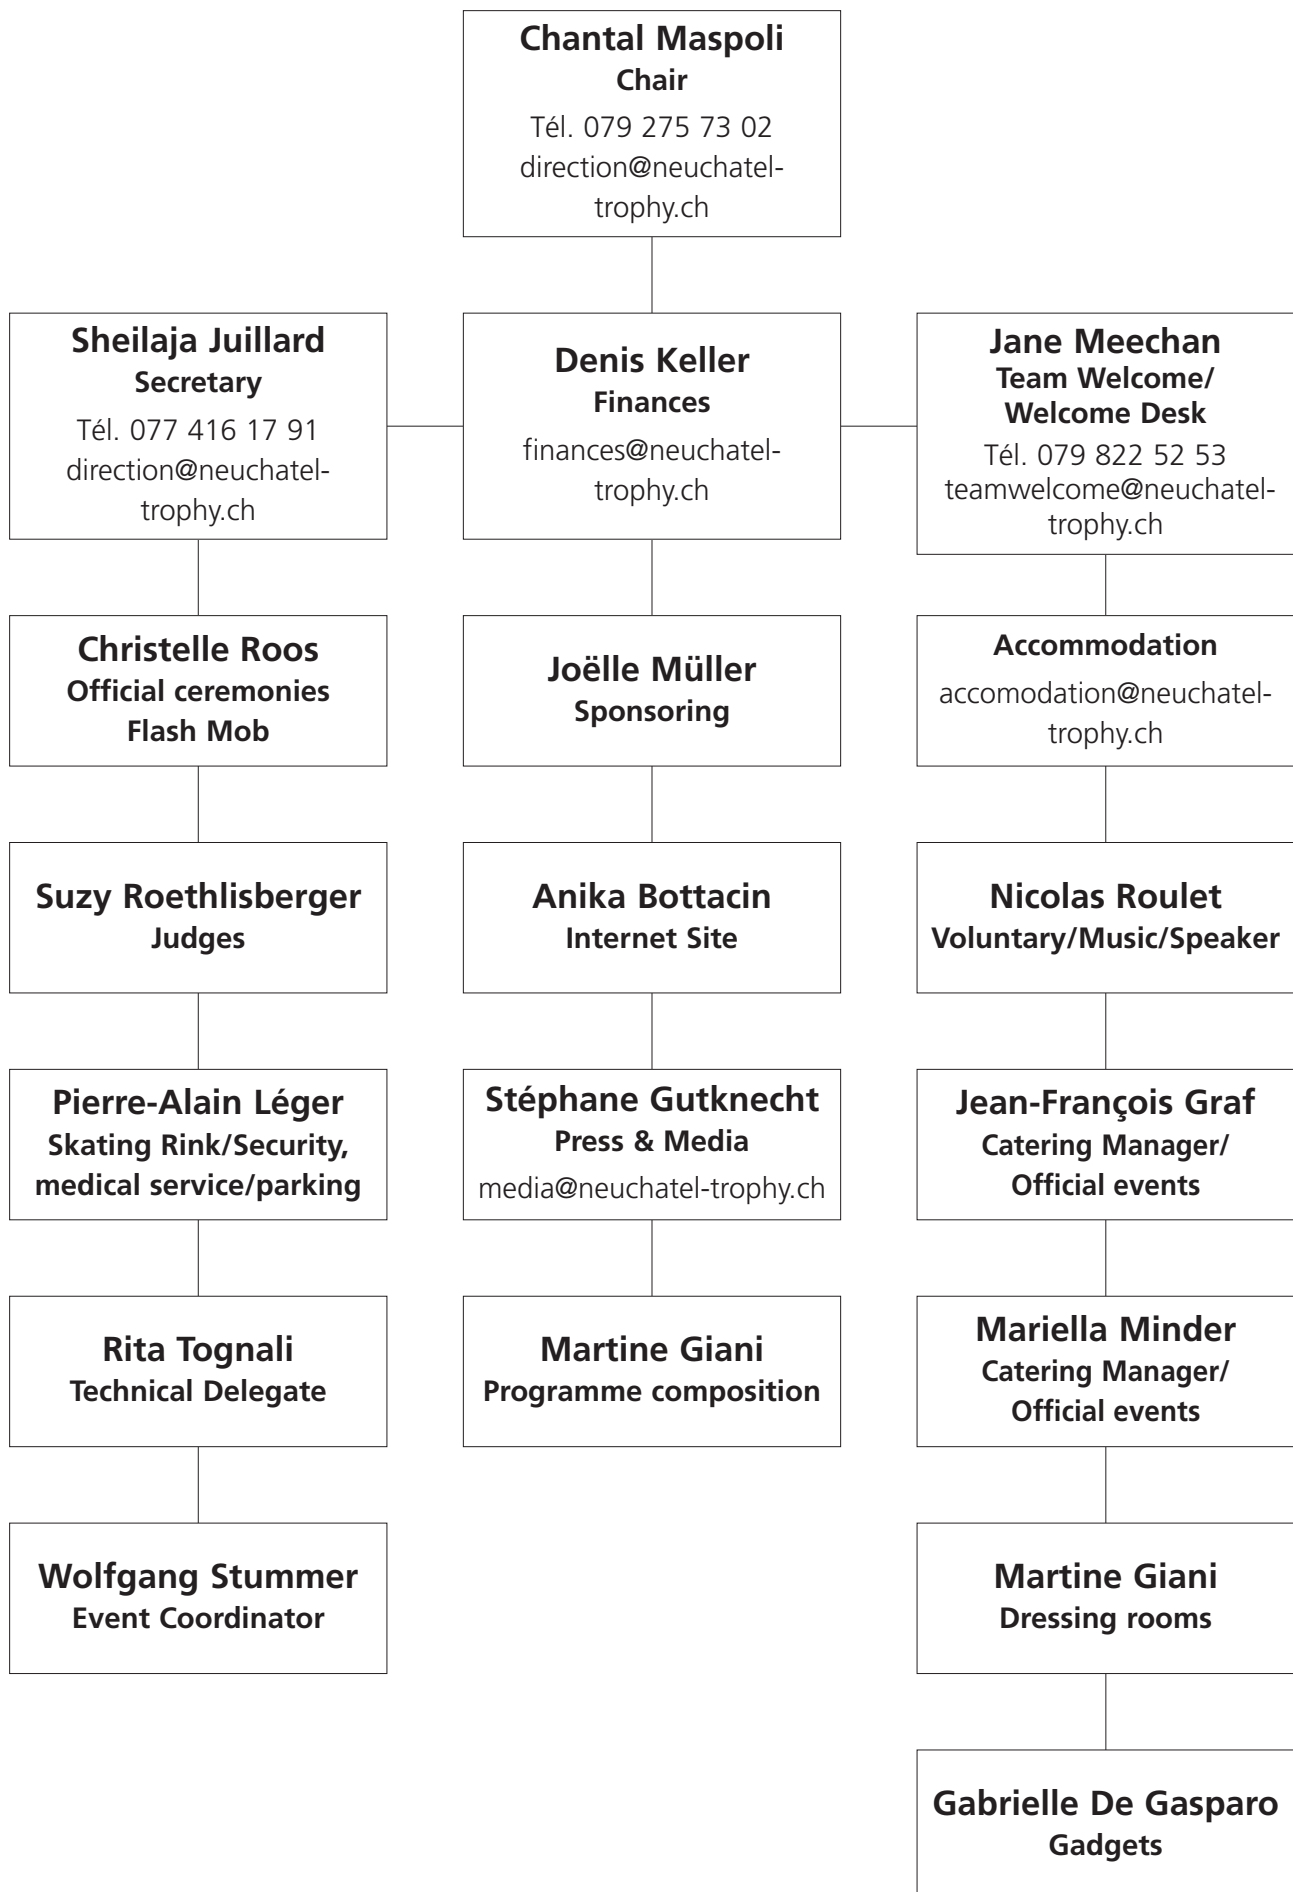 Chantal Maspoli
Chair
Tél. 079 275 73 02
direction@neuchatel-
trophy.ch
Sheilaja Juillard
Secretary
Tél. 077 416 17 91
direction@neuchatel-
trophy.ch
Denis Keller
Finances
finances@neuchatel-
trophy.ch
Jane Meechan
Team Welcome/
Welcome Desk
Tél. 079 822 52 53
teamwelcome@neuchatel-
trophy.ch
Christelle Roos
Official ceremonies
Flash Mob
Joëlle Müller
Sponsoring
Accommodation
accomodation@neuchatel-
trophy.ch
Suzy Roethlisberger
Judges
Anika Bottacin
Internet Site
Nicolas Roulet
Voluntary/Music/Speaker
Pierre-Alain Léger
Skating Rink/Security,
medical service/parking
Stéphane Gutknecht
Press & Media
media@neuchatel-trophy.ch
Jean-François Graf
Catering Manager/
Official events
Rita Tognali
Technical Delegate
Martine Giani
Programme composition
Mariella Minder
Catering Manager/
Official events
Wolfgang Stummer
Event Coordinator
Martine Giani
Dressing rooms
Gabrielle De Gasparo
Gadgets